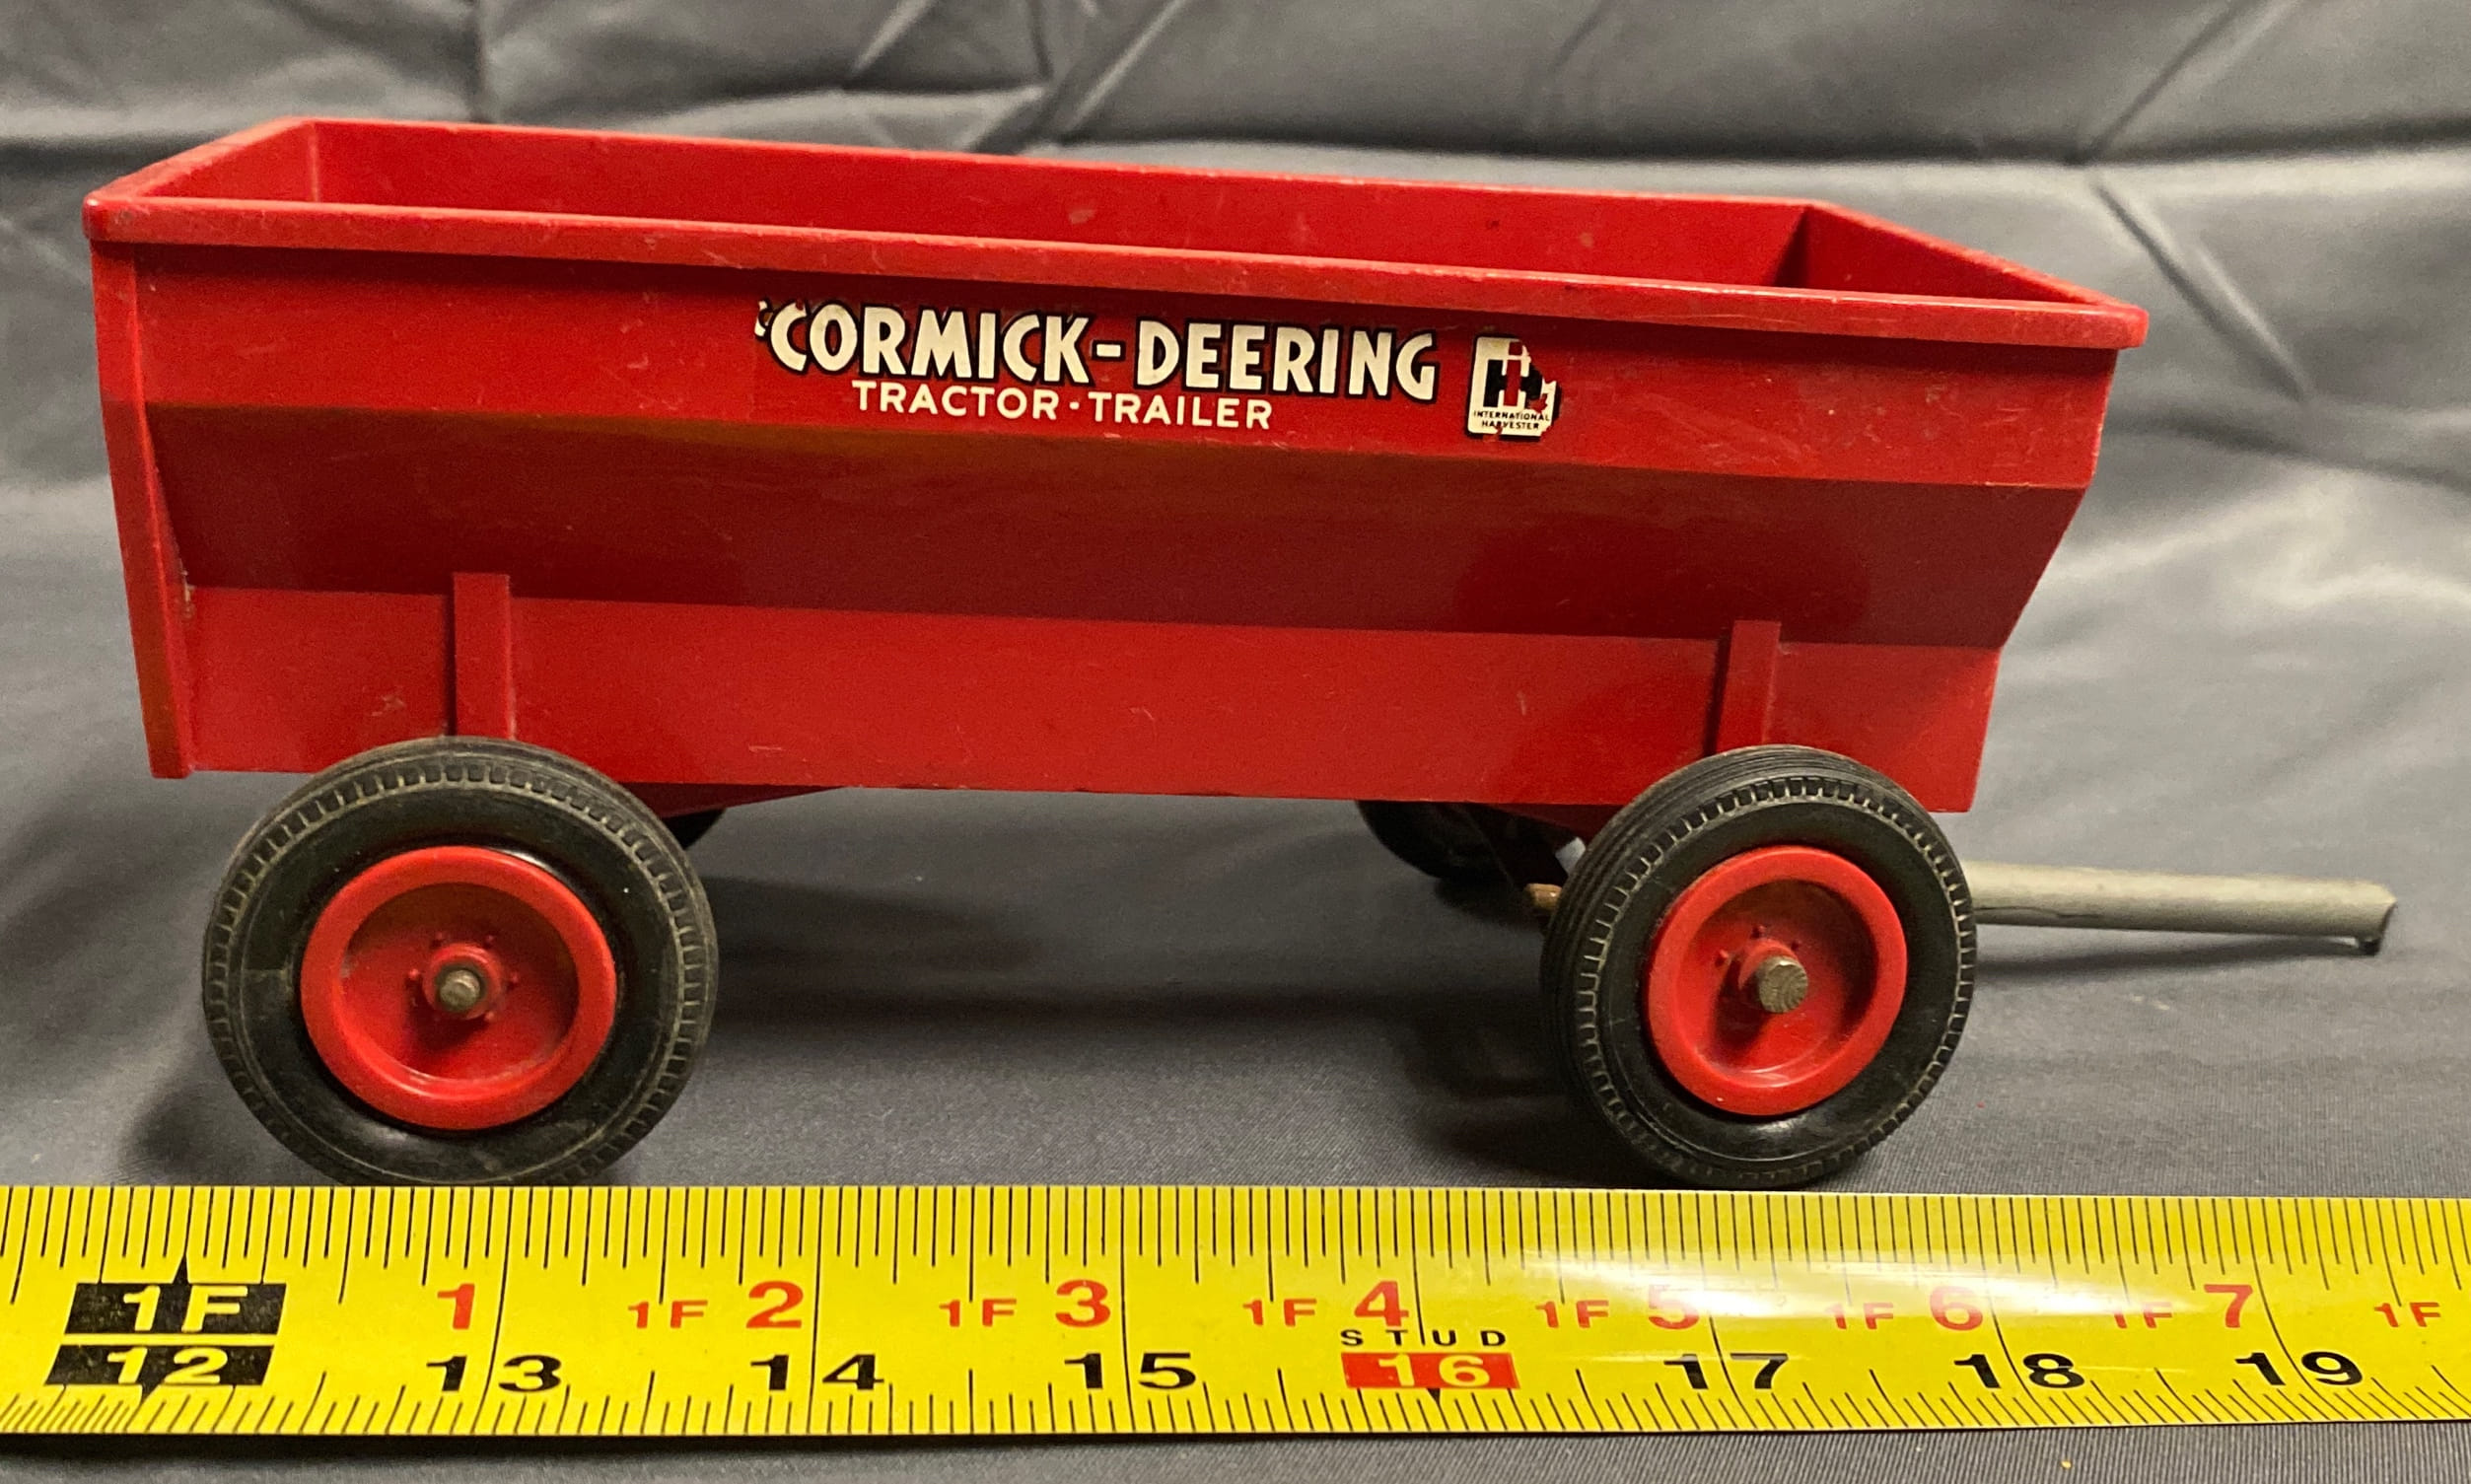 CORMICK-DEERING
TRACTOR·TRAILER
IH
INTERNATIONAL
HARVESTER
1F 1 1F 2 1F 3 1F 4 1F 5 1F 6 1F 7 1F
STUD
12 13 14 15 16 17 18 19